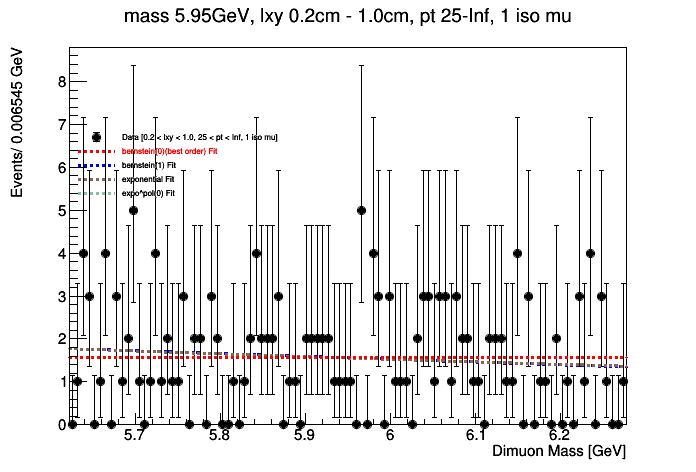 mass 5.95GeV, lxy 0.2cm - 1.0cm, pt 25-Inf, 1 iso mu
Events/ 0.006545 GeV
8
7
6
5
4
3
2
1
0
Data [0.2 < lxy < 1.0, 25 < pt < Inf, 1 iso mu]
bernstein[0](best order) Fit
bernstein[1] Fit
exponential Fit
expo*pol(0) Fit
5.7 5.8 5.9 6 6.1 6.2
Dimuon Mass [GeV]